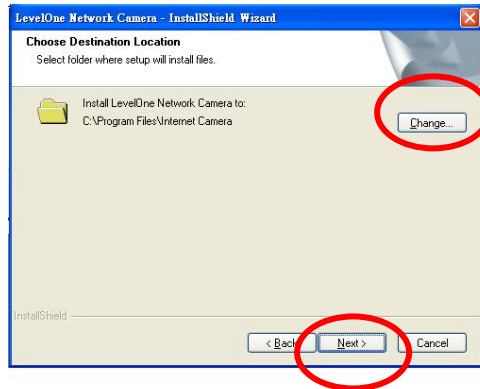 LevelOne Network Camera - InstallShield Wizard
Choose Destination Location
Select folder where setup will install files.
Install LevelOne Network Camera to:
C:\Program Files\Internet Camera
Change...
InstallShield
< Back
Next >
Cancel